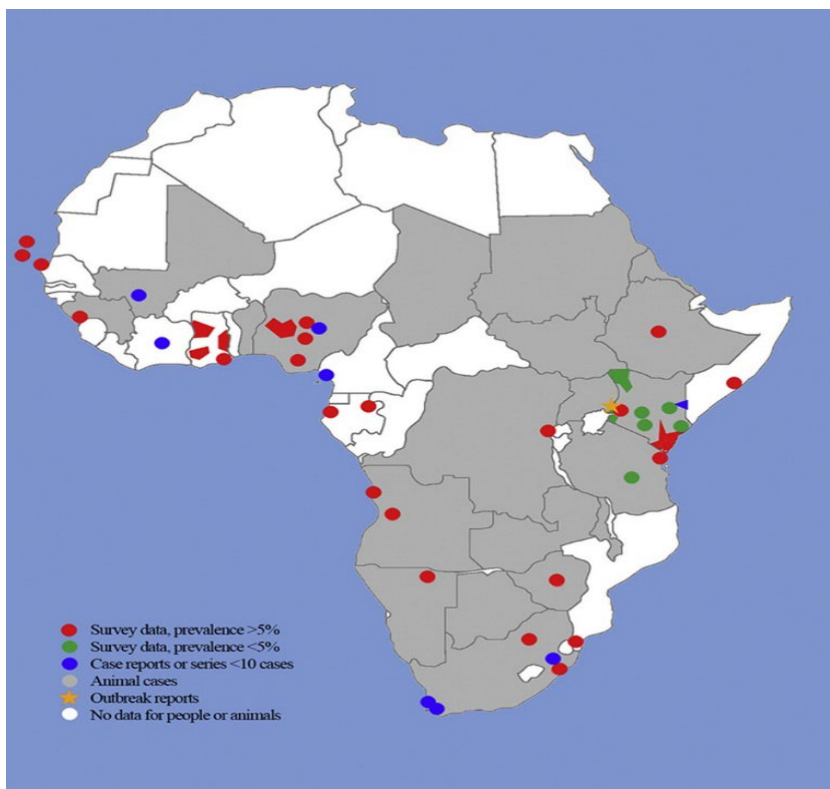 Survey data, prevalence >5%
Survey data, prevalence <5%
Case reports or series <10 cases
Animal cases
Outbreak reports
No data for people or animals